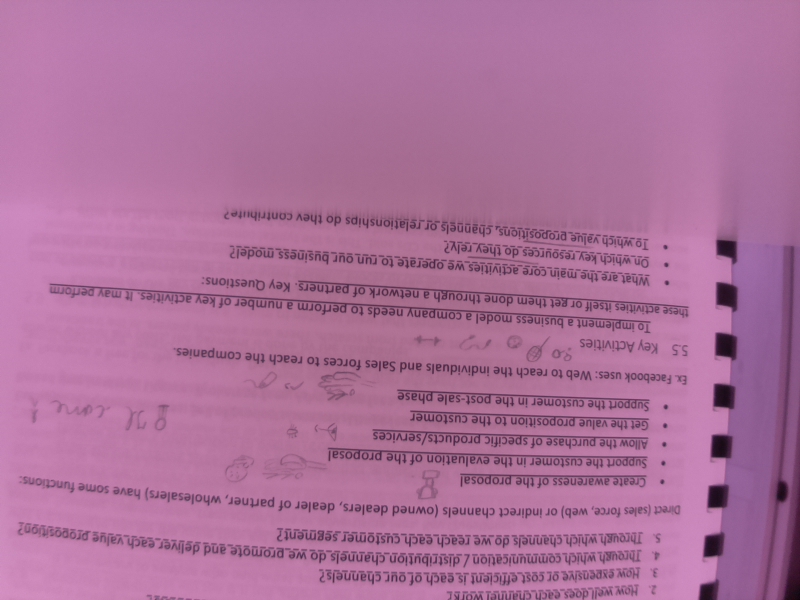 2. How well does each channel work?
3. How expensive or cost efficient is each of our channels?
4. Through which communication / distribution channels do we promote and deliver each value proposition?
5. Through which channels do we reach each customer segment?
Direct (sales force, web) or indirect channels (owned dealers, dealer of partner, wholesalers) have some functions:
• Create awareness of the proposal
• Support the customer in the evaluation of the proposal
• Allow the purchase of specific products/services
• Get the value proposition to the customer
• Support the customer in the post-sale phase
Ex. Facebook uses: Web to reach the individuals and Sales forces to reach the companies.
5.5 Key Activities
To implement a business model a company needs to perform a number of key activities. It may perform
these activities itself or get them done through a network of partners. Key Questions:
• What are the main core activities we operate to run our business model?
• On which key resources do they rely?
• To which value propositions, channels or relationships do they contribute?